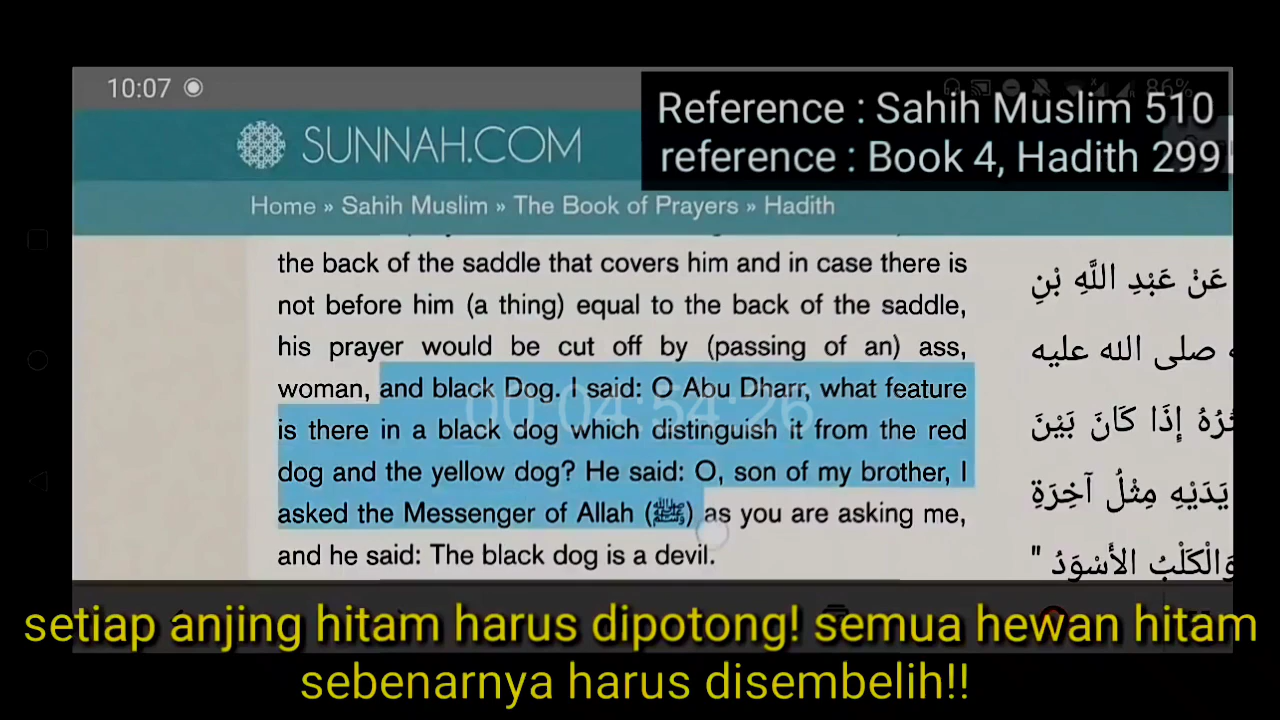 10:07
86%
Reference : Sahih Muslim 510
reference : Book 4, Hadith 299
SUNNAH.COM
Home » Sahih Muslim » The Book of Prayers » Hadith
the back of the saddle that covers him and in case there is
not before him (a thing) equal to the back of the saddle,
his prayer would be cut off by (passing of an) ass,
woman, and black Dog. I said: O Abu Dharr, what feature
is there in a black dog which distinguish it from the red
dog and the yellow dog? He said: O, son of my brother, I
asked the Messenger of Allah (ﷺ) as you are asking me,
and he said: The black dog is a devil.
00:04:54:26
عَنْ عَبْدِ اللَّهِ بْنِ
صلى الله عليه
إِذَا كَانَ بَيْنَ
يَدَيْهِ مِثْلُ آخِرَةِ
وَالْكَلْبُ الأَسْوَدُ "
setiap anjing hitam harus dipotong! semua hewan hitam
sebenarnya harus disembelih!!